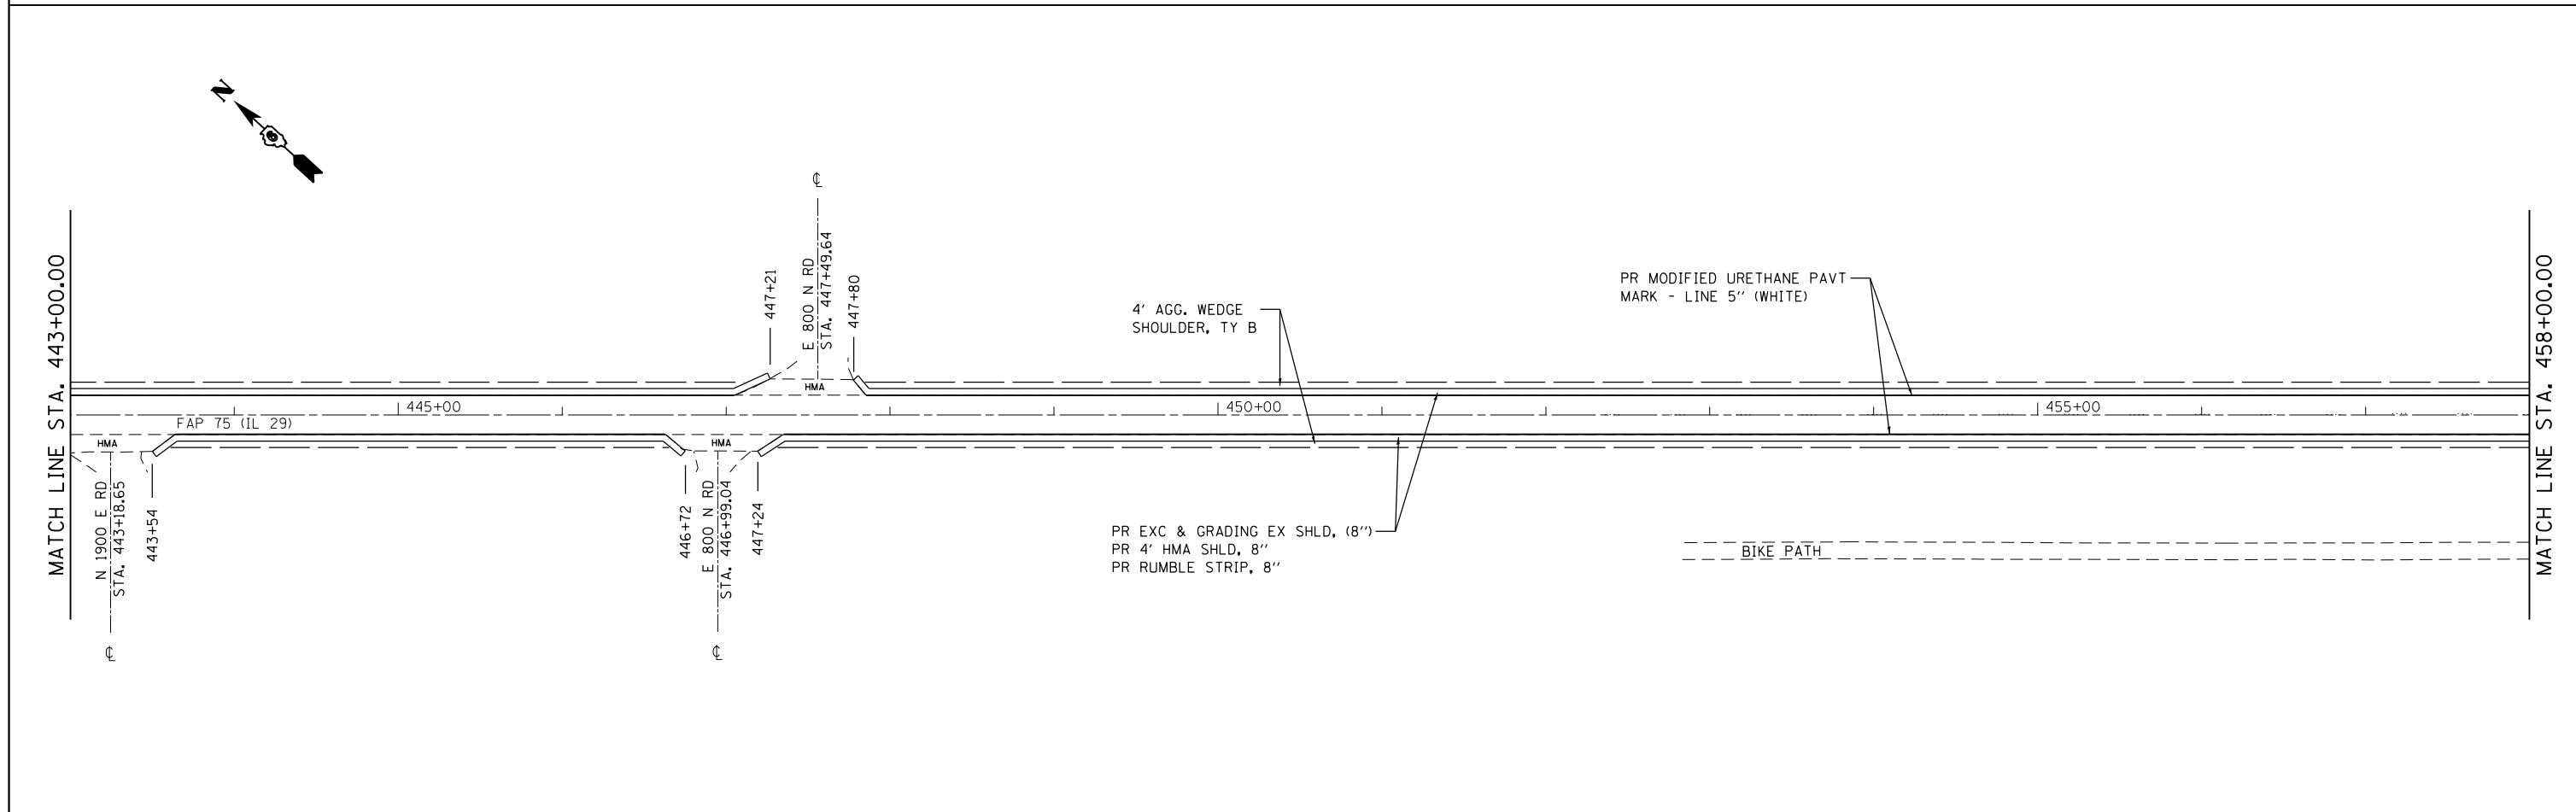 N
MATCH LINE STA. 443+00.00
℄
447+21
E 800 N RD
STA. 447+49.64
447+80
4' AGG. WEDGE
SHOULDER, TY B
PR MODIFIED URETHANE PAVT
MARK - LINE 5'' (WHITE)
MATCH LINE STA. 458+00.00
HMA
445+00
450+00
455+00
FAP 75 (IL 29)
HMA
HMA
N 1900 E RD
STA. 443+18.65
443+54
446+72
E 800 N RD
STA. 446+99.04
447+24
PR EXC & GRADING EX SHLD, (8'')
PR 4' HMA SHLD, 8''
PR RUMBLE STRIP, 8''
BIKE PATH
℄
℄